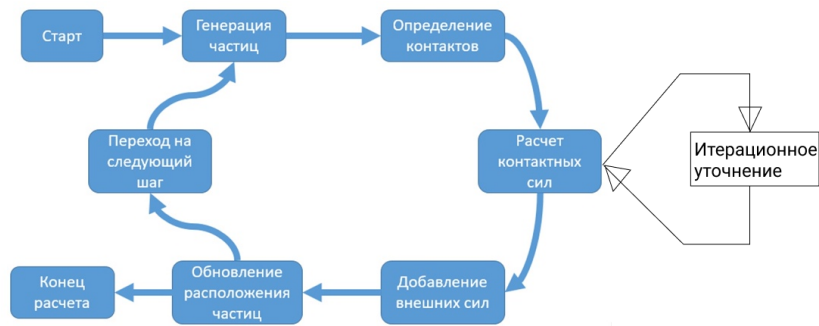 Старт
Генерация
частиц
Определение
контактов
Переход на
следующий
шаг
Расчет
контактных
сил
Итерационное
уточнение
Конец
расчета
Обновление
расположения
частиц
Добавление
внешних сил